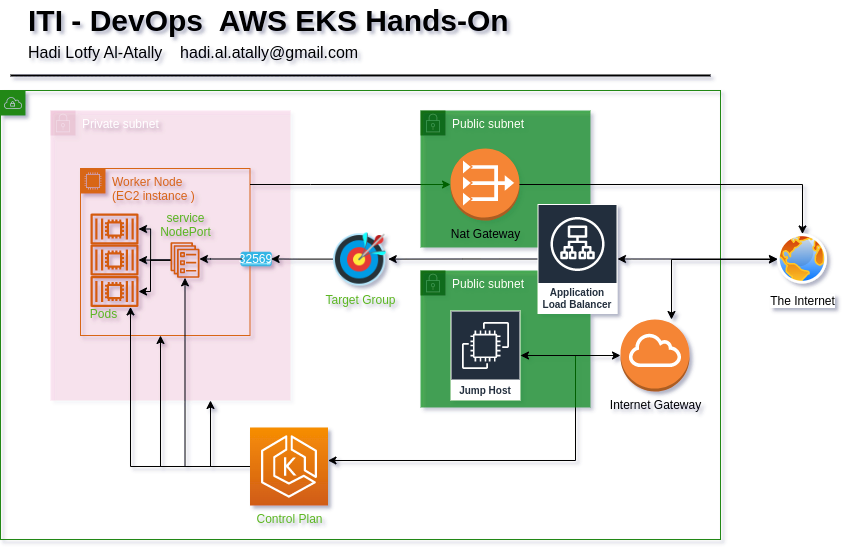 ITI - DevOps  AWS EKS Hands-On
Hadi Lotfy Al-Atally    hadi.al.atally@gmail.com
Private subnet
Public subnet
Worker Node
(EC2 instance )
service
NodePort
Pods
32569
Target Group
Nat Gateway
Application
Load Balancer
The Internet
Public subnet
Jump Host
Internet Gateway
K
Control Plan